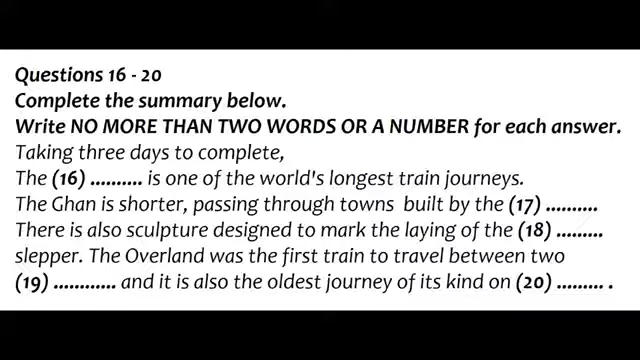 Questions 16 - 20
Complete the summary below.
Write NO MORE THAN TWO WORDS OR A NUMBER for each answer.
Taking three days to complete,
The (16) .......... is one of the world's longest train journeys.
The Ghan is shorter, passing through towns built by the (17) ..........
There is also sculpture designed to mark the laying of the (18) .........
slepper. The Overland was the first train to travel between two
(19) ............ and it is also the oldest journey of its kind on (20) ......... .